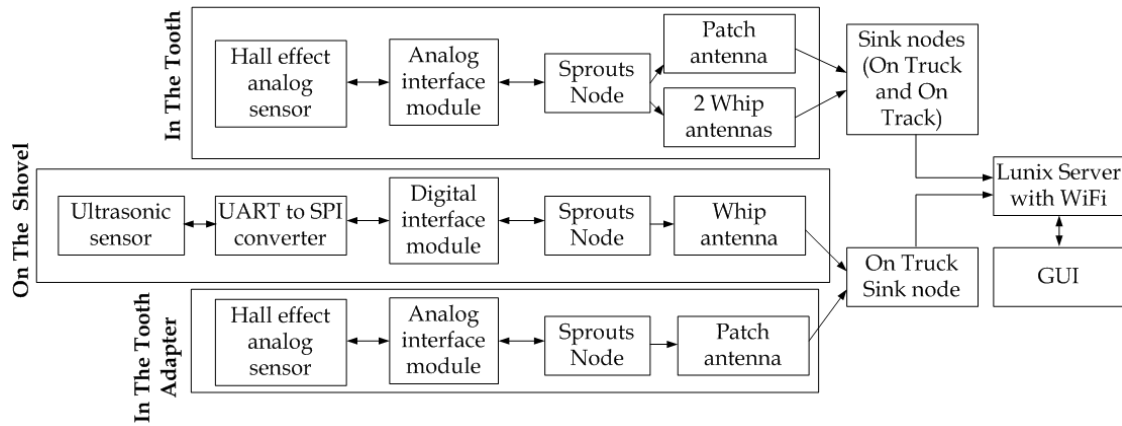 In The Tooth
Hall effect
analog
sensor
Analog
interface
module
Sprouts
Node
Patch
antenna
2 Whip
antennas
Sink nodes
(On Truck
and On
Track)
On The Shovel
Ultrasonic
sensor
UART to SPI
converter
Digital
interface
module
Sprouts
Node
Whip
antenna
Lunix Server
with WiFi
On Truck
Sink node
GUI
In The Tooth
Adapter
Hall effect
analog
sensor
Analog
interface
module
Sprouts
Node
Patch
antenna